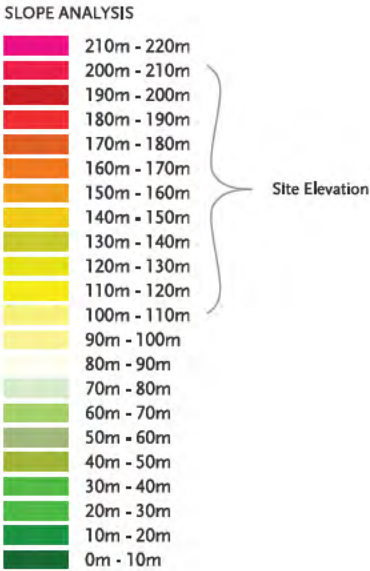 SLOPE ANALYSIS
210m - 220m
200m - 210m
190m - 200m
180m - 190m
170m - 180m
160m - 170m
150m - 160m
Site Elevation
140m - 150m
130m - 140m
120m - 130m
110m - 120m
100m - 110m
90m - 100m
80m - 90m
70m - 80m
60m - 70m
50m - 60m
40m - 50m
30m - 40m
20m - 30m
10m - 20m
0m - 10m